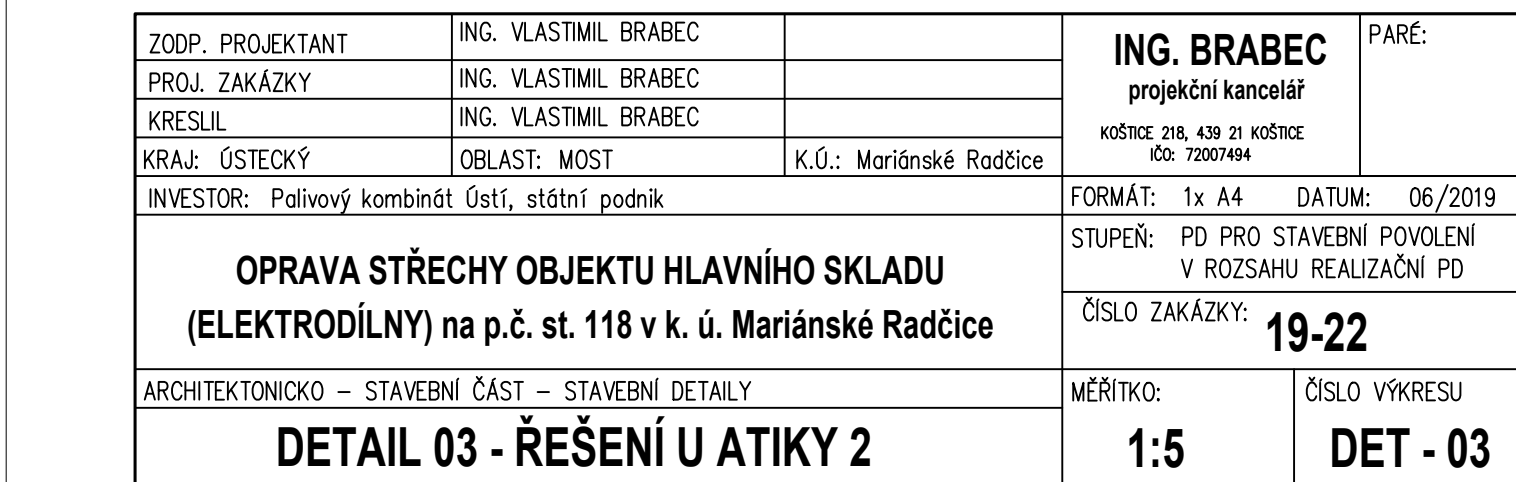 ZODP. PROJEKTANT ING. VLASTIMIL BRABEC
PROJ. ZAKÁZKY ING. VLASTIMIL BRABEC
KRESLIL ING. VLASTIMIL BRABEC
KRAJ: ÚSTECKÝ OBLAST: MOST K.Ú.: Mariánské Radčice
ING. BRABEC
projekční kancelář
KOŠTICE 218, 439 21 KOŠTICE
IČO: 72007494
PARÉ:
INVESTOR: Palivový kombinát Ústí, státní podnik
FORMÁT: 1x A4 DATUM: 06/2019
OPRAVA STŘECHY OBJEKTU HLAVNÍHO SKLADU
(ELEKTRODÍLNY) na p.č. st. 118 v k. ú. Mariánské Radčice
STUPEŇ: PD PRO STAVEBNÍ POVOLENÍ
V ROZSAHU REALIZAČNÍ PD
ČÍSLO ZAKÁZKY: 19-22
ARCHITEKTONICKO – STAVEBNÍ ČÁST – STAVEBNÍ DETAILY
DETAIL 03 - ŘEŠENÍ U ATIKY 2
MĚŘÍTKO:
1:5
ČÍSLO VÝKRESU
DET - 03